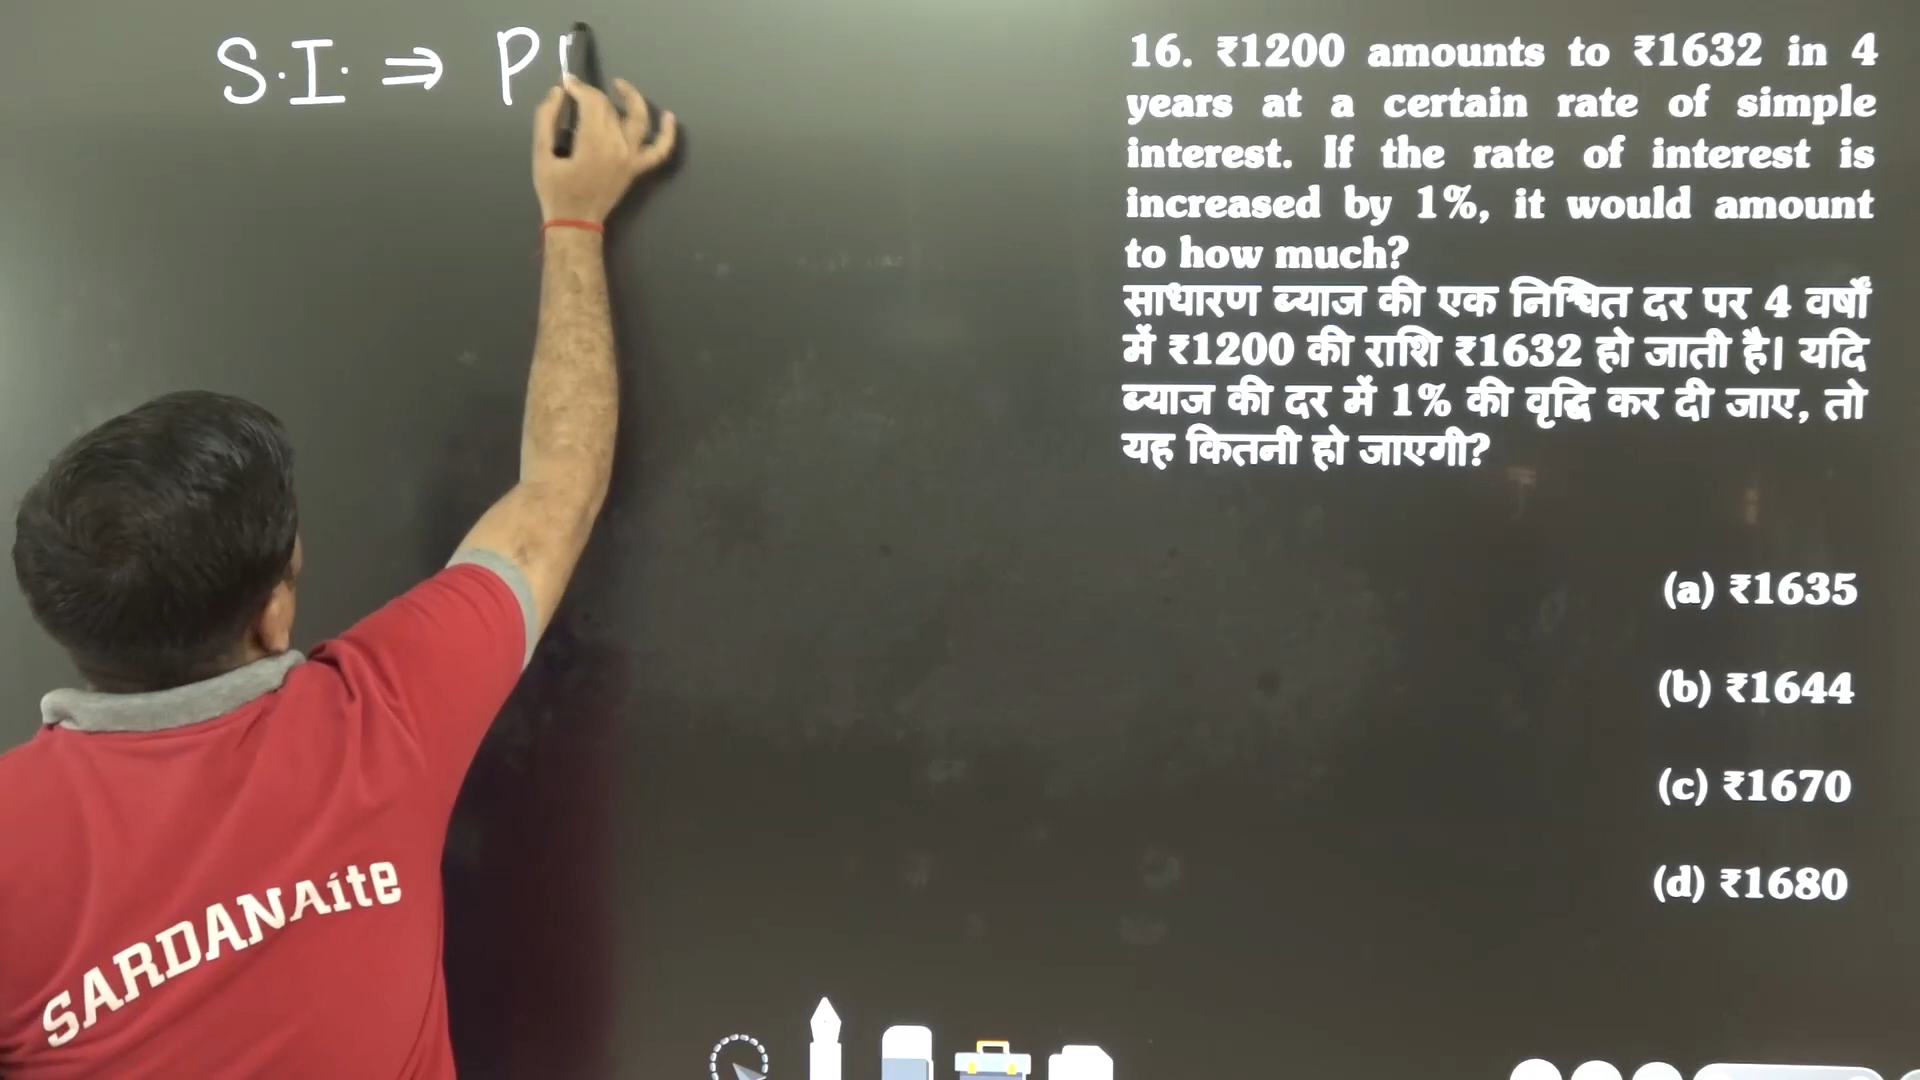 S.I. ⇒ P
16. ₹1200 amounts to ₹1632 in 4
years at a certain rate of simple
interest. If the rate of interest is
increased by 1%, it would amount
to how much?
साधारण ब्याज की एक निश्चित दर पर 4 वर्षों
में ₹1200 की राशि ₹1632 हो जाती है। यदि
ब्याज की दर में 1% की वृद्धि कर दी जाए, तो
यह कितनी हो जाएगी?
(a) ₹1635
(b) ₹1644
(c) ₹1670
(d) ₹1680
SARDANAite